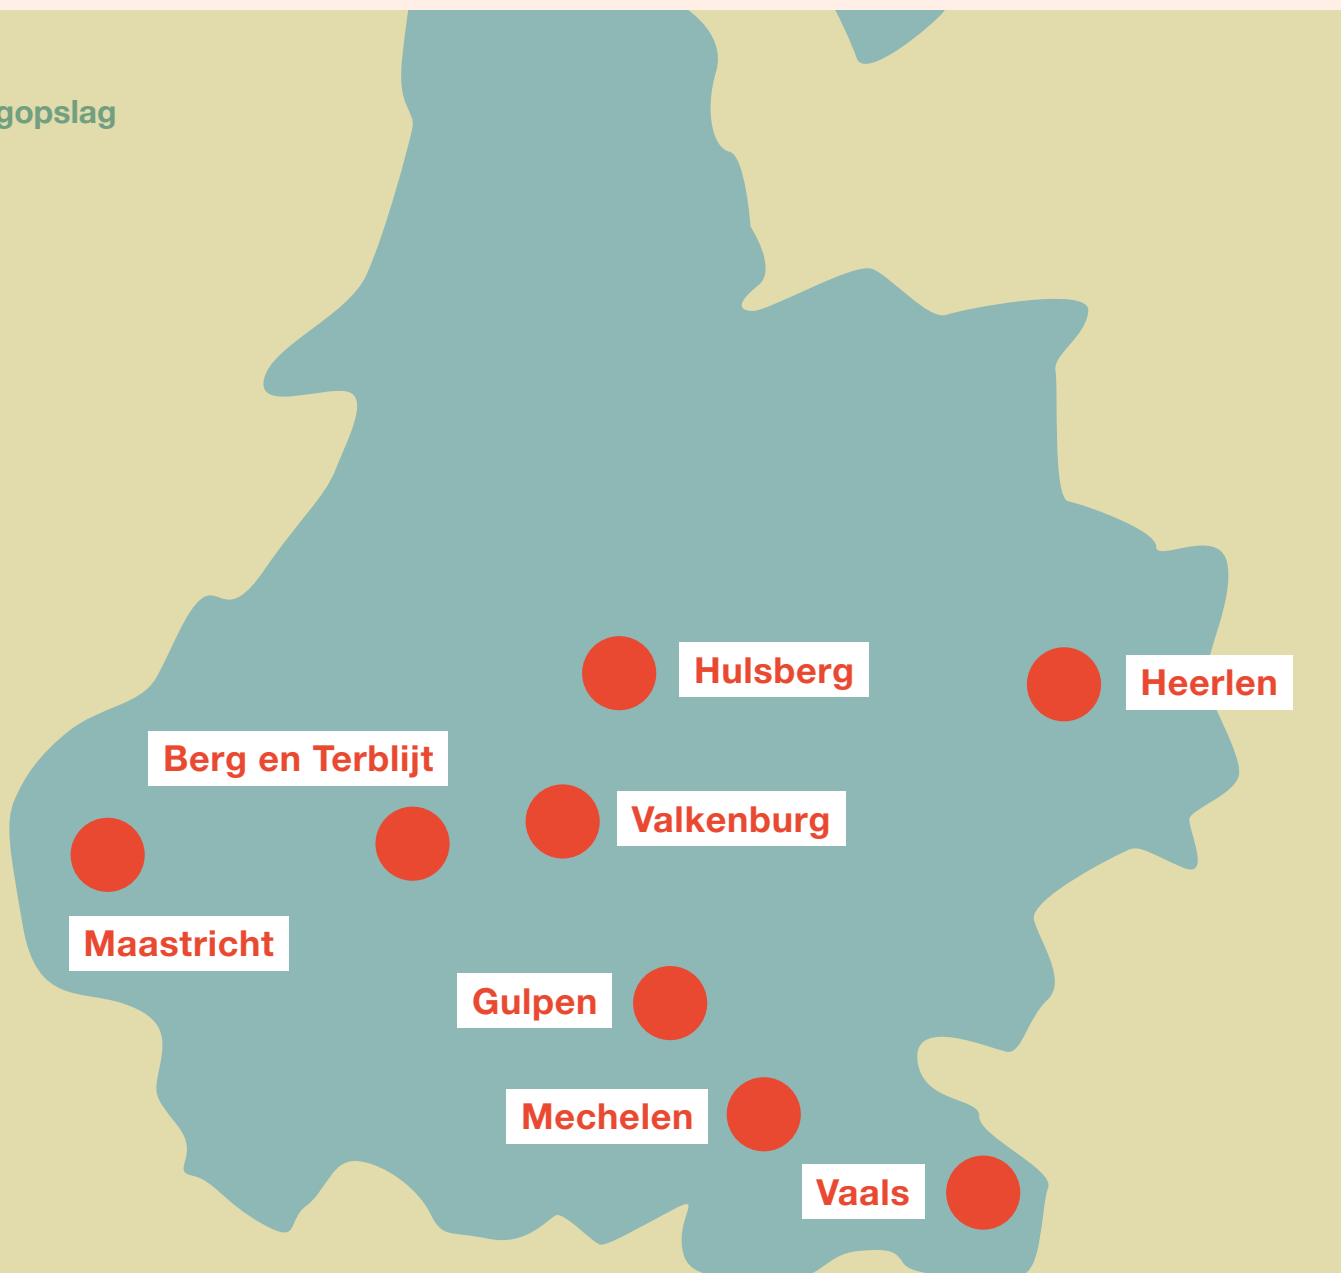 gopslag
Hulsberg
Heerlen
Berg en Terblijt
Valkenburg
Maastricht
Gulpen
Mechelen
Vaals